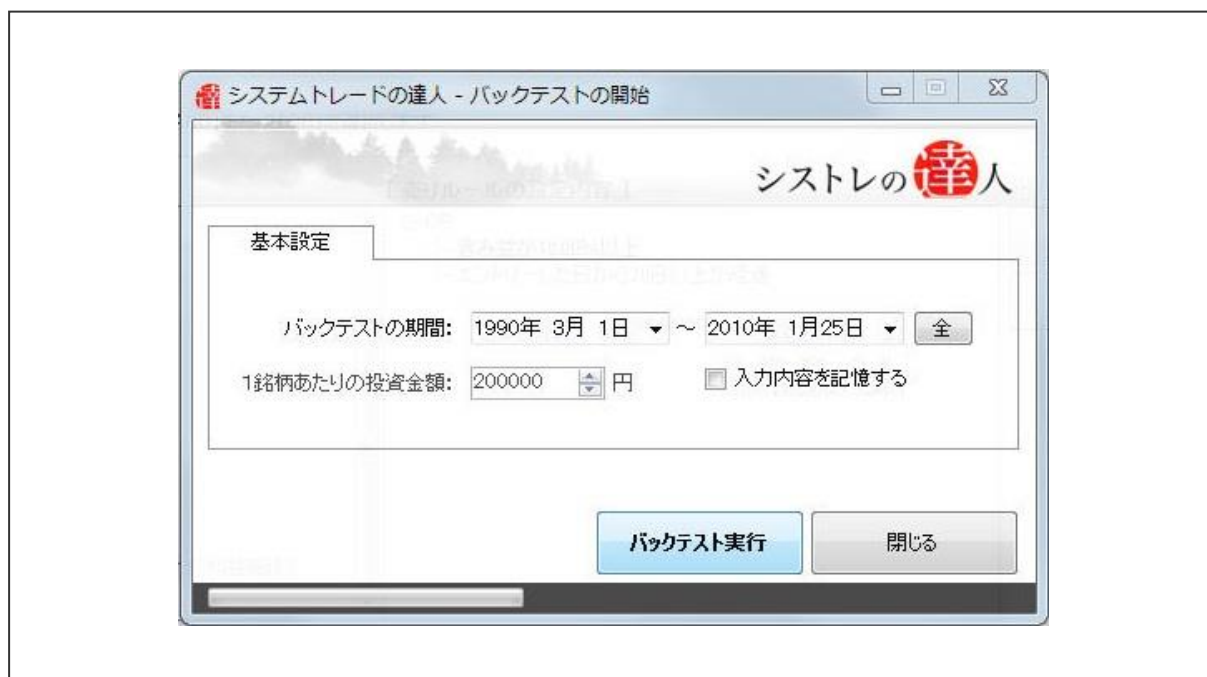 システムトレードの達人 - バックテストの開始
シストレの達人
基本設定
バックテストの期間: 1990年 3月 1日 ～ 2010年 1月25日 全
1銘柄あたりの投資金額: 200000 円 入力内容を記憶する
バックテスト実行 閉じる